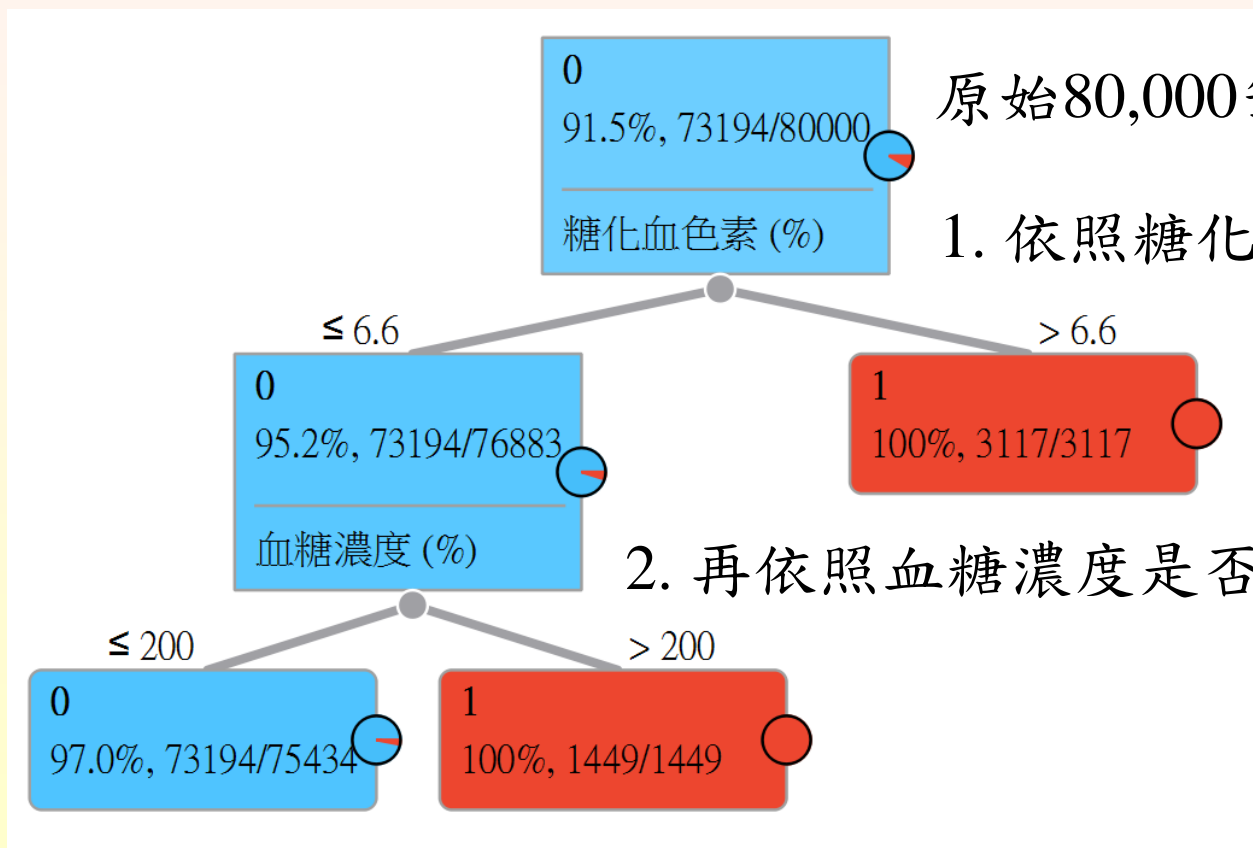 0
91.5%, 73194/80000
糖化血色素 (%)
原始80,000
1. 依照糖化
≤ 6.6
> 6.6
0
95.2%, 73194/76883
血糖濃度 (%)
1
100%, 3117/3117
2. 再依照血糖濃度是否
≤ 200
> 200
0
97.0%, 73194/75434
1
100%, 1449/1449